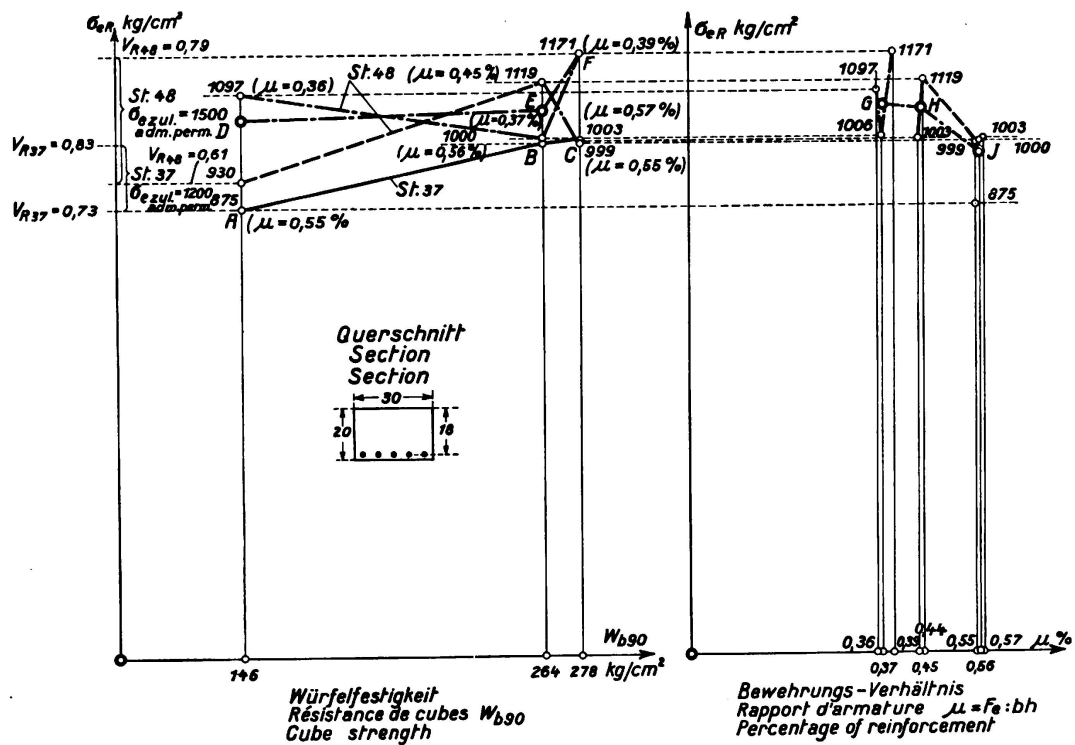 σeR kg/cm²
VR48 = 0,79
St. 48
σe zul. = 1500
adm. perm.
VR37 = 0,83
VR48 = 0,61
St. 37
σe zul. = 1200
adm. perm.
VR37 = 0,73
1097
(μ=0,36)
D
930
875
A
(μ=0,55%
St. 48
(μ=0,45%)
1119
1171
(μ=0,39%)
F
E
(μ=0,37%
1000
(μ=0,56%)
B
C
(μ=0,57%)
1003
999
(μ=0,55%)
St. 37
Querschnitt
Section
Section
30
20
18
Wb90
146
264
278
kg/cm²
Würfelfestigkeit
Résistance de cubes Wb90
Cube strength
σeR kg/cm²
1171
1097
1119
G
H
1006
1003
1003
999
J
1000
875
0,36
0,37
0,39
0,44
0,45
0,55
0,56
0,57
μ%
Bewehrungs-Verhältnis
Rapport d'armature μ=Fe:bh
Percentage of reinforcement